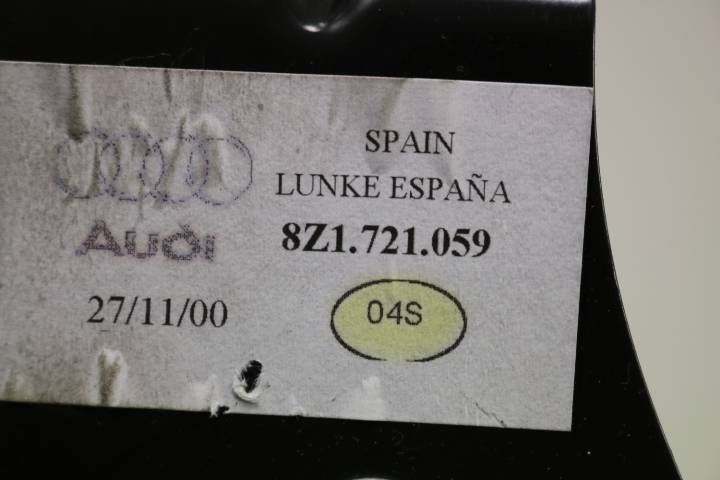 SPAIN
LUNKE ESPAÑA
Audi
8Z1.721.059
27/11/00
04S